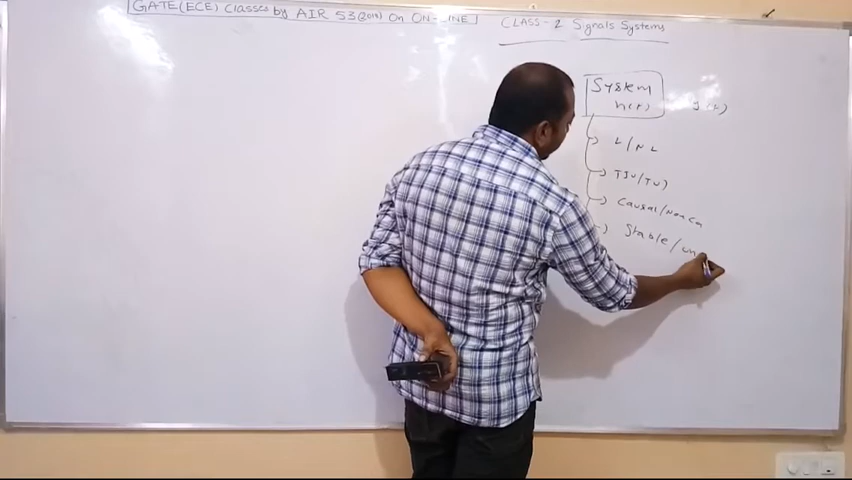 GATE(ECE) Classes by AIR 53(2015) On ON-LINE
CLASS-2 Signals Systems
System
h(t)
y(t)
L/NL
TIV/TV)
Causal/Non Ca
Stable/un